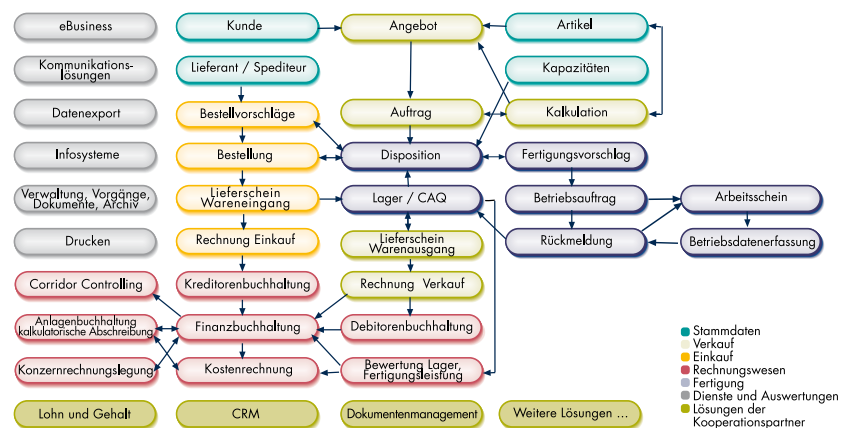 eBusiness
Kunde
Angebot
Artikel
Kommunikations-
lösungen
Lieferant / Spediteur
Kapazitäten
Datenexport
Bestellvorschläge
Auftrag
Kalkulation
Infosysteme
Bestellung
Disposition
Fertigungsvorschlag
Verwaltung, Vorgänge,
Dokumente, Archiv
Lieferschein
Wareneingang
Lager / CAQ
Betriebsauftrag
Arbeitsschein
Drucken
Rechnung Einkauf
Lieferschein
Warenausgang
Rückmeldung
Betriebsdatenerfassung
Corridor Controlling
Kreditorenbuchhaltung
Rechnung Verkauf
Anlagenbuchhaltung
kalkulatorische Abschreibung
Finanzbuchhaltung
Debitorenbuchhaltung
Konzernrechnungslegung
Kostenrechnung
Bewertung Lager,
Fertigungsleistung
Lohn und Gehalt
CRM
Dokumentenmanagement
Weitere Lösungen ...
Stammdaten
Verkauf
Einkauf
Rechnungswesen
Fertigung
Dienste und Auswertungen
Lösungen der
Kooperationspartner